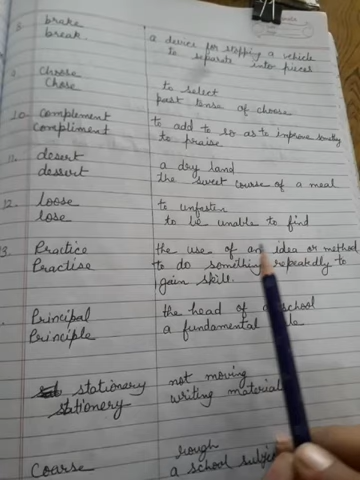 8. brake
break. a device for stopping a vehicle
to separate into pieces
9. Choose to select
Chose past tense of choose
10. complement to add to so as to improve
compliment to praise
11. desert a dry land
dessert the sweet course of a meal
12. loose to unfasten
lose to be unable to find
13. Practice the use of an idea or method
Practise to do something repeatedly to
gain skill.
Principal the head of a school
Principle a fundamental
stationary not moving
stationery writing material
rough
Coarse a school subject